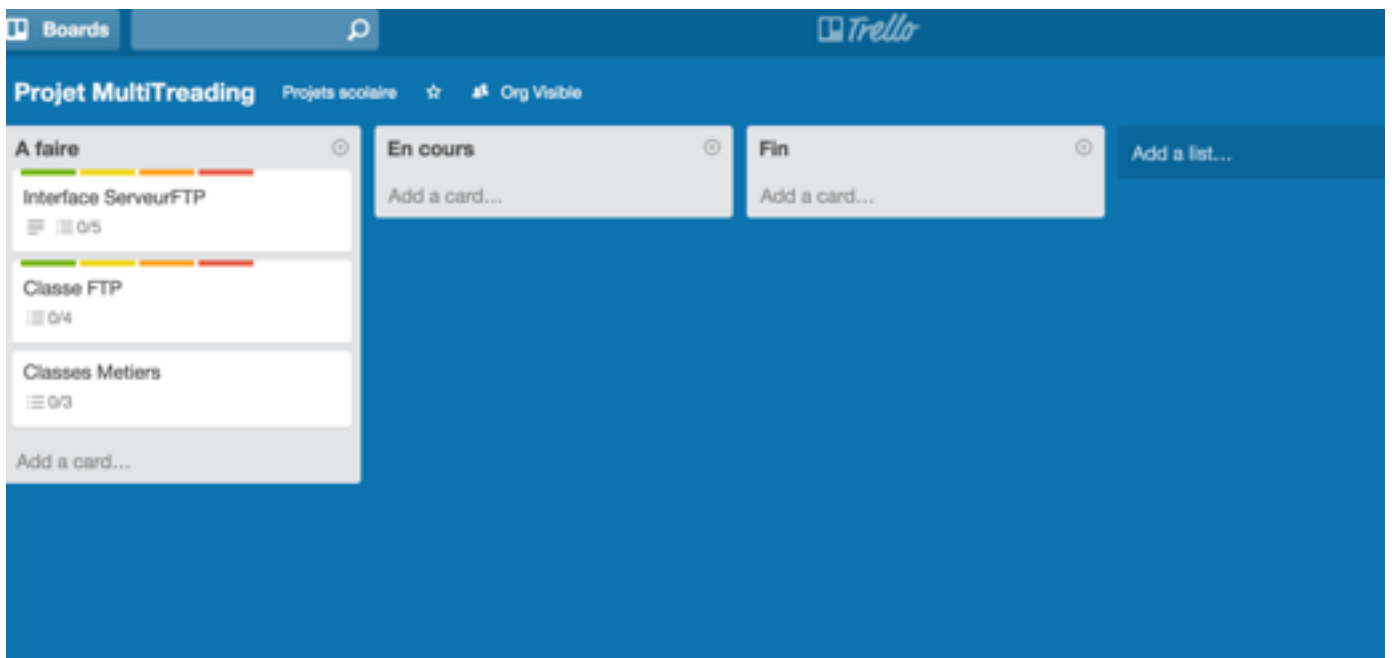 Boards
Trello
Projet MultiTreading Projets scolaire Org Visible
A faire
Interface ServeurFTP
0/5
Classe FTP
0/4
Classes Metiers
0/3
Add a card...
En cours
Add a card...
Fin
Add a card...
Add a list...